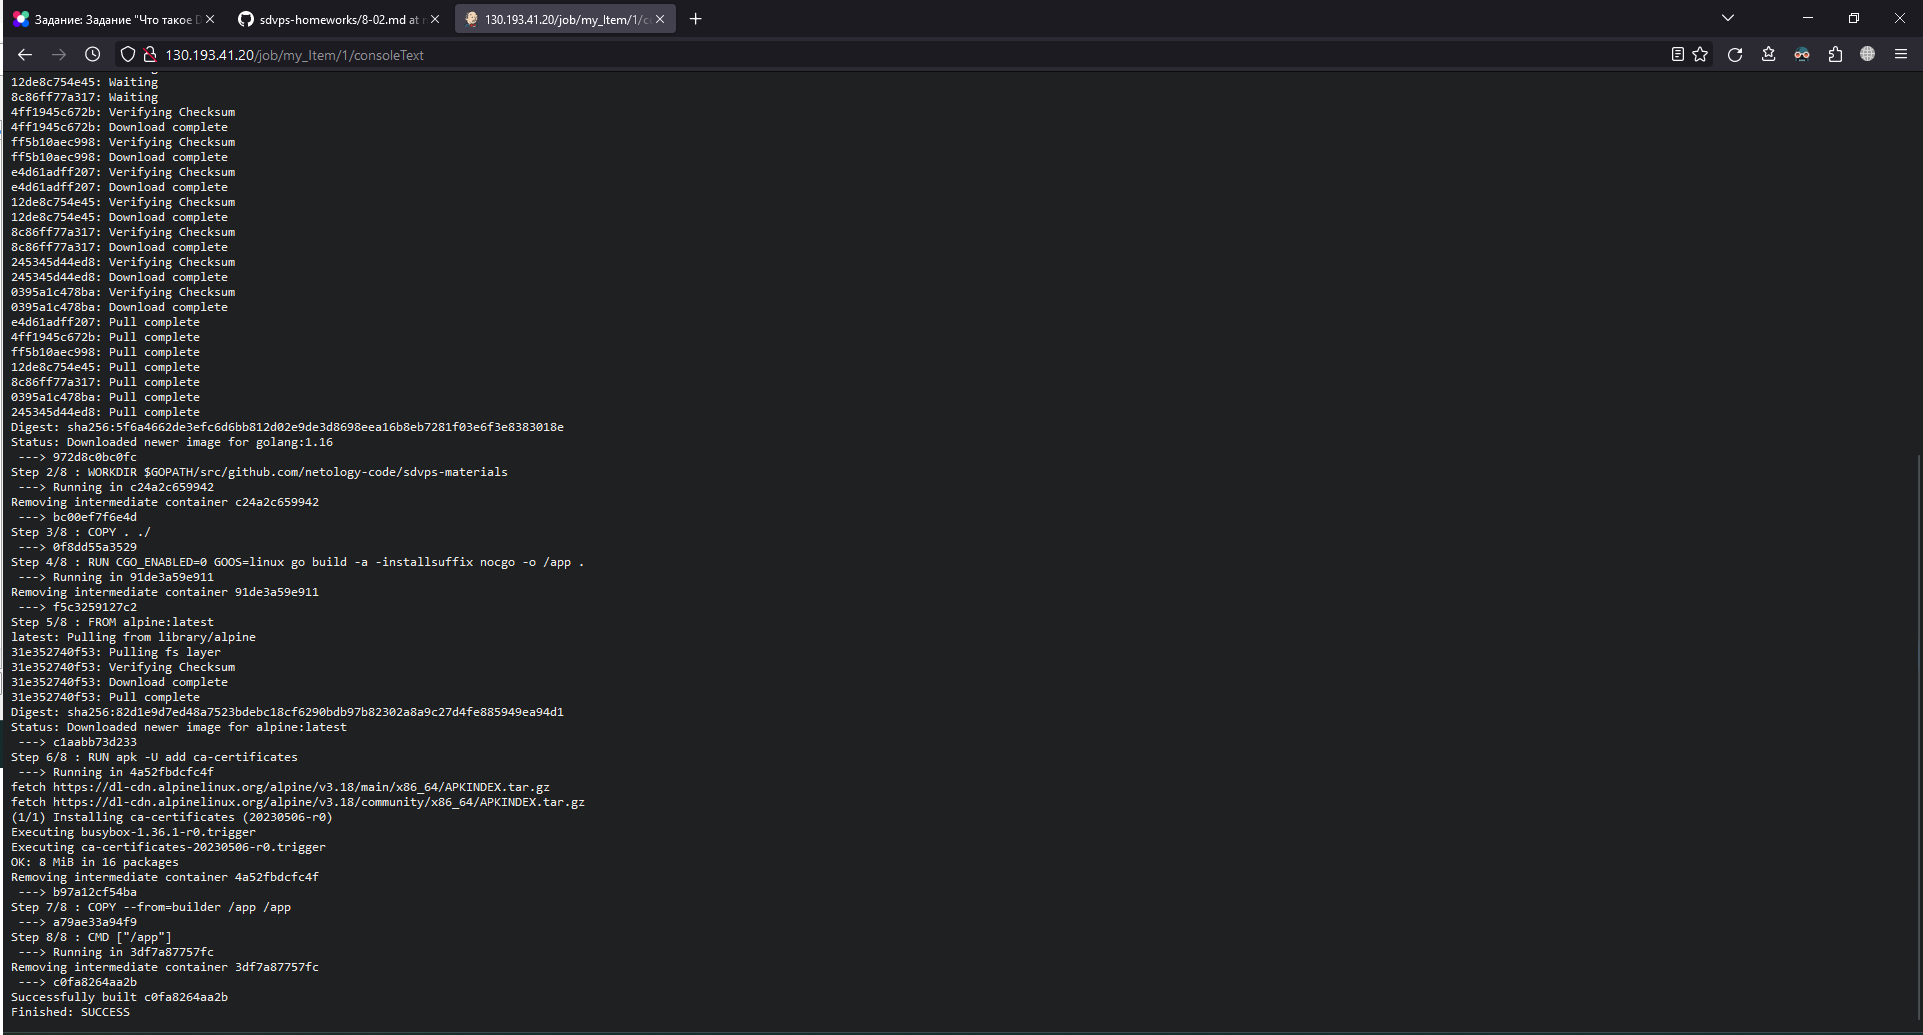 Задание: Задание "Что такое D
sdvps-homeworks/8-02.md at
130.193.41.20/job/my_Item/1/c
130.193.41.20/job/my_Item/1/consoleText
12de8c754e45: Waiting
8c86ff77a317: Waiting
4ff1945c672b: Verifying Checksum
4ff1945c672b: Download complete
ff5b10aec998: Verifying Checksum
ff5b10aec998: Download complete
e4d61adff207: Verifying Checksum
e4d61adff207: Download complete
12de8c754e45: Verifying Checksum
12de8c754e45: Download complete
8c86ff77a317: Verifying Checksum
8c86ff77a317: Download complete
245345d44ed8: Verifying Checksum
245345d44ed8: Download complete
0395a1c478ba: Verifying Checksum
0395a1c478ba: Download complete
e4d61adff207: Pull complete
4ff1945c672b: Pull complete
ff5b10aec998: Pull complete
12de8c754e45: Pull complete
8c86ff77a317: Pull complete
0395a1c478ba: Pull complete
245345d44ed8: Pull complete
Digest: sha256:5f6a4662de3efc6d6bb812d02e9de3d8698eea16b8eb7281f03e6f3e8383018e
Status: Downloaded newer image for golang:1.16
 ---> 972d8c0bc0fc
Step 2/8 : WORKDIR $GOPATH/src/github.com/netology-code/sdvps-materials
 ---> Running in c24a2c659942
Removing intermediate container c24a2c659942
 ---> bc00ef7f6e4d
Step 3/8 : COPY . ./
 ---> 0f8dd55a3529
Step 4/8 : RUN CGO_ENABLED=0 GOOS=linux go build -a -installsuffix nocgo -o /app .
 ---> Running in 91de3a59e911
Removing intermediate container 91de3a59e911
 ---> f5c3259127c2
Step 5/8 : FROM alpine:latest
latest: Pulling from library/alpine
31e352740f53: Pulling fs layer
31e352740f53: Verifying Checksum
31e352740f53: Download complete
31e352740f53: Pull complete
Digest: sha256:82d1e9d7ed48a7523bdebc18cf6290bdb97b82302a8a9c27d4fe885949ea94d1
Status: Downloaded newer image for alpine:latest
 ---> c1aabb73d233
Step 6/8 : RUN apk -U add ca-certificates
 ---> Running in 4a52fbdcfc4f
fetch https://dl-cdn.alpinelinux.org/alpine/v3.18/main/x86_64/APKINDEX.tar.gz
fetch https://dl-cdn.alpinelinux.org/alpine/v3.18/community/x86_64/APKINDEX.tar.gz
(1/1) Installing ca-certificates (20230506-r0)
Executing busybox-1.36.1-r0.trigger
Executing ca-certificates-20230506-r0.trigger
OK: 8 MiB in 16 packages
Removing intermediate container 4a52fbdcfc4f
 ---> b97a12cf54ba
Step 7/8 : COPY --from=builder /app /app
 ---> a79ae33a94f9
Step 8/8 : CMD ["/app"]
 ---> Running in 3df7a87757fc
Removing intermediate container 3df7a87757fc
 ---> c0fa8264aa2b
Successfully built c0fa8264aa2b
Finished: SUCCESS